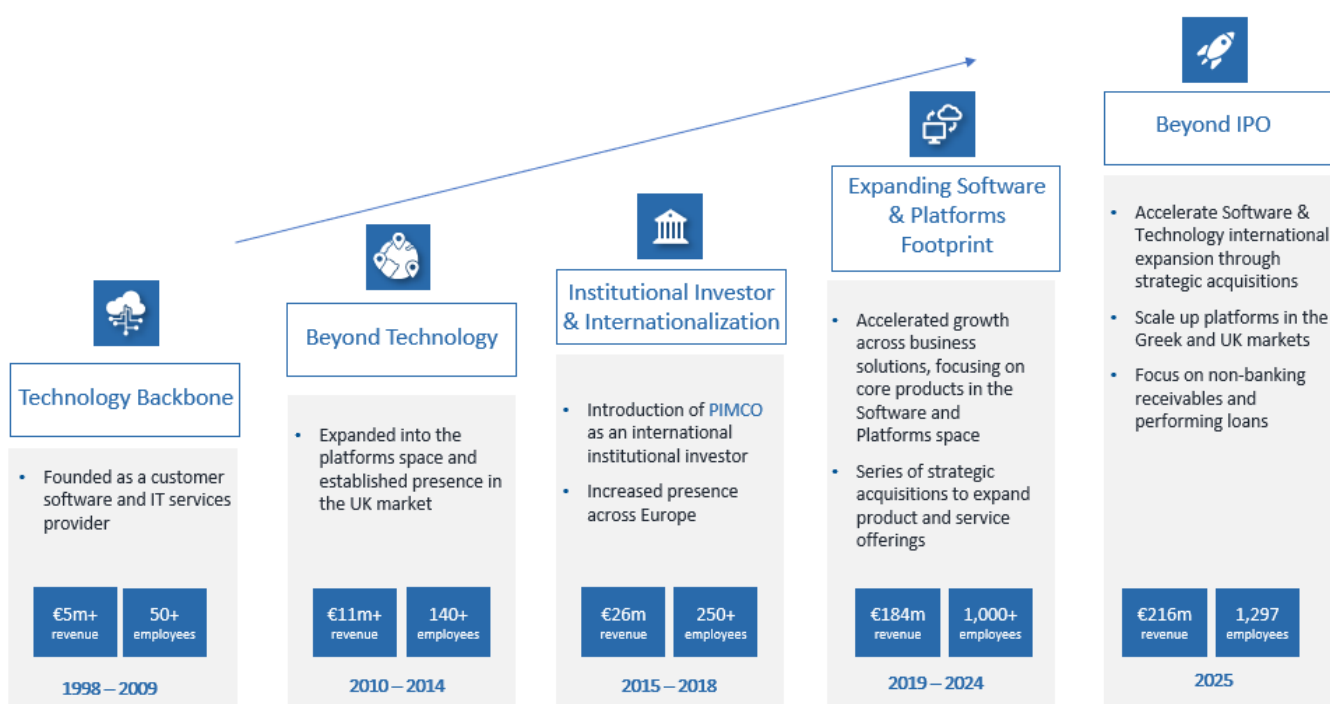 Technology Backbone
• Founded as a customer
software and IT services
provider
€5m+
revenue
50+
employees
1998 – 2009
Beyond Technology
• Expanded into the
platforms space and
established presence in
the UK market
€11m+
revenue
140+
employees
2010 – 2014
Institutional Investor
& Internationalization
• Introduction of PIMCO
as an international
institutional investor
• Increased presence
across Europe
€26m
revenue
250+
employees
2015 – 2018
Expanding Software
& Platforms
Footprint
• Accelerated growth
across business
solutions, focusing on
core products in the
Software and
Platforms space
• Series of strategic
acquisitions to expand
product and service
offerings
€184m
revenue
1,000+
employees
2019 – 2024
Beyond IPO
• Accelerate Software &
Technology international
expansion through
strategic acquisitions
• Scale up platforms in the
Greek and UK markets
• Focus on non-banking
receivables and
performing loans
€216m
revenue
1,297
employees
2025